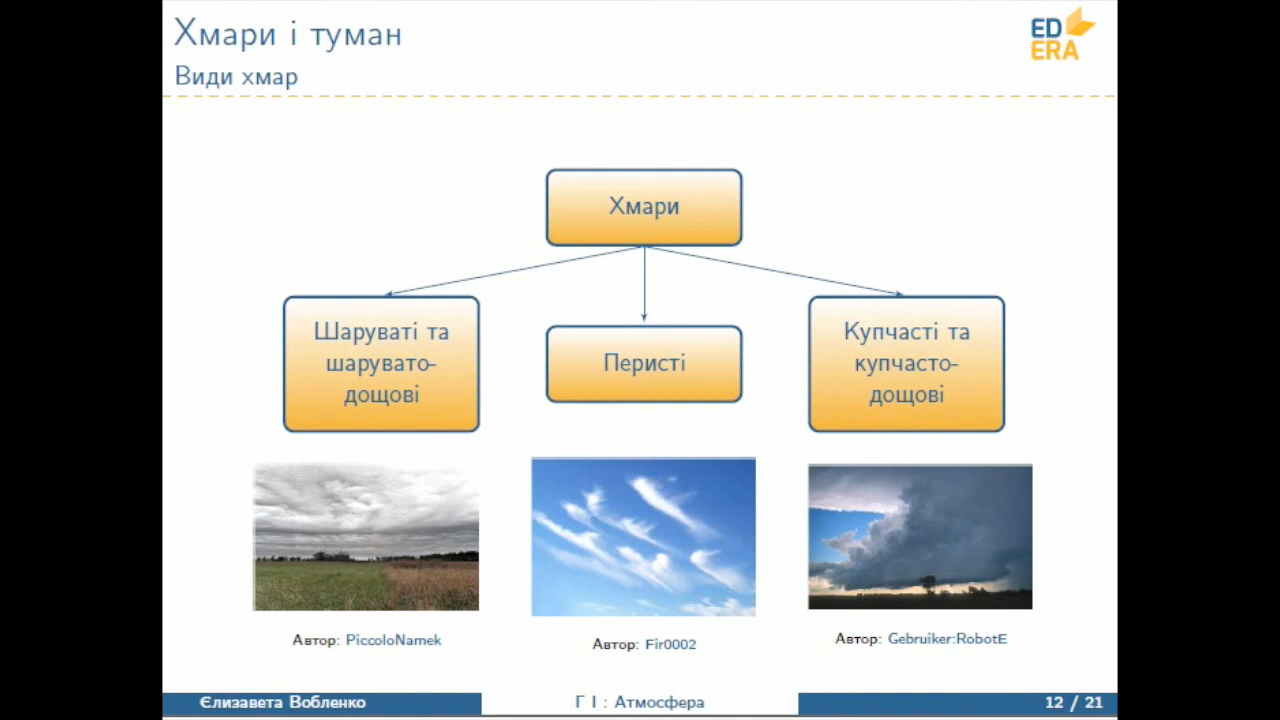 Хмари і туман
ED
ERA
Види хмар
Хмари
Шаруваті та
шарувато-
дощові
Перисті
Купчасті та
купчасто-
дощові
Автор: PiccoloNamek
Автор: Fir0002
Автор: Gebruiker:RobotE
Єлизавета Вобленко
Г I : Атмосфера
12 / 21